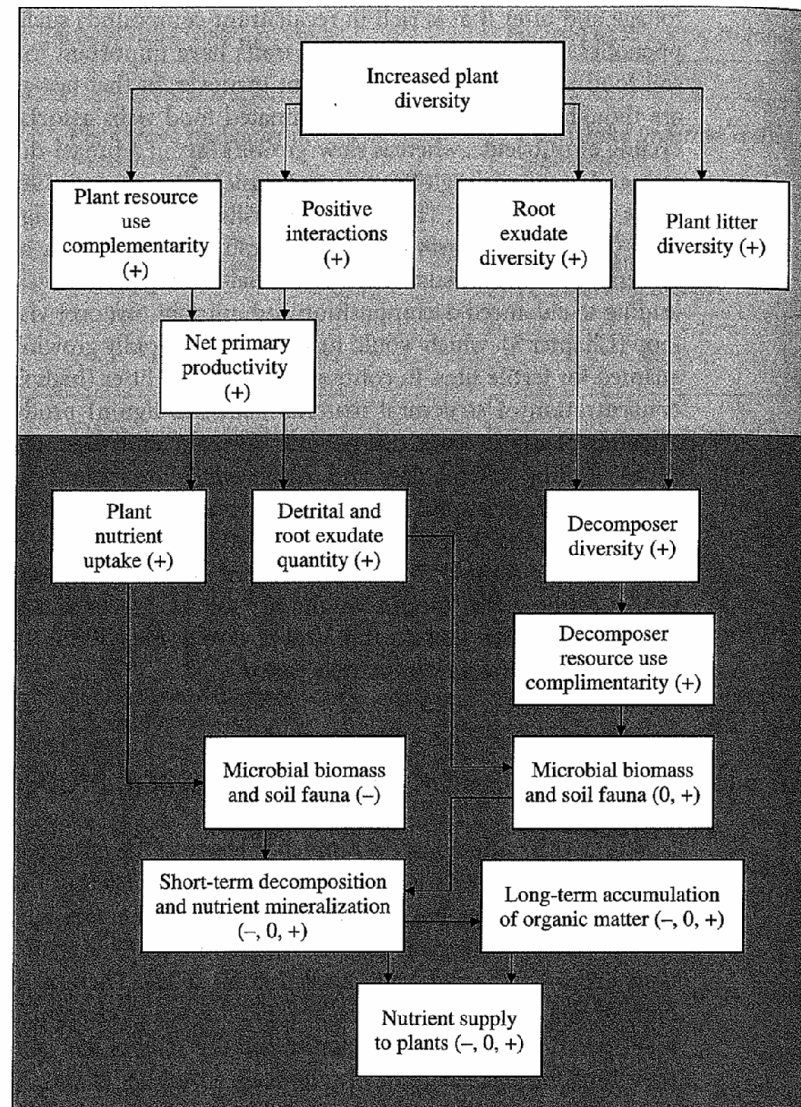 Increased plant
diversity
Plant resource
use
complementarity
(+)
Positive
interactions
(+)
Root
exudate
diversity (+)
Plant litter
diversity (+)
Net primary
productivity
(+)
Plant
nutrient
uptake (+)
Detrital and
root exudate
quantity (+)
Decomposer
diversity (+)
Decomposer
resource use
complimentarity (+)
Microbial biomass
and soil fauna (–)
Microbial biomass
and soil fauna (0, +)
Short-term decomposition
and nutrient mineralization
(–, 0, +)
Long-term accumulation
of organic matter (–, 0, +)
Nutrient supply
to plants (–, 0, +)